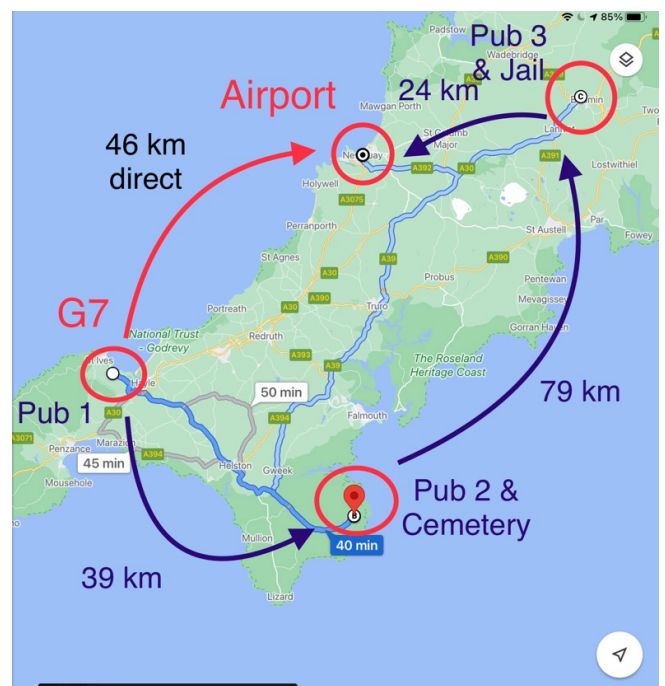 85%
Padstow
Pub 3
& Jail
Wadebridge
24 km
Airport
Mawgan Porth
St Columb
Major
A391
Lostwithiel
46 km
direct
A392
A30
Holywell
A3075
Perranporth
St Austell
Par
Fowey
A30
A39
A390
St Agnes
A30
Probus
Pentewan
A390
Mevagissey
G7
Portreath
Truro
Gorran Haven
National Trust
- Godrevy
Redruth
St Ives
A393
The Roseland
Heritage Coast
Hayle
A39
50 min
79 km
Pub 1
A30
A394
Falmouth
A3071
Marazion
Penzance
45 min
A394
Helston
Gweek
Mousehole
Pub 2 &
Cemetery
B
C
Mullion
40 min
39 km
Lizard